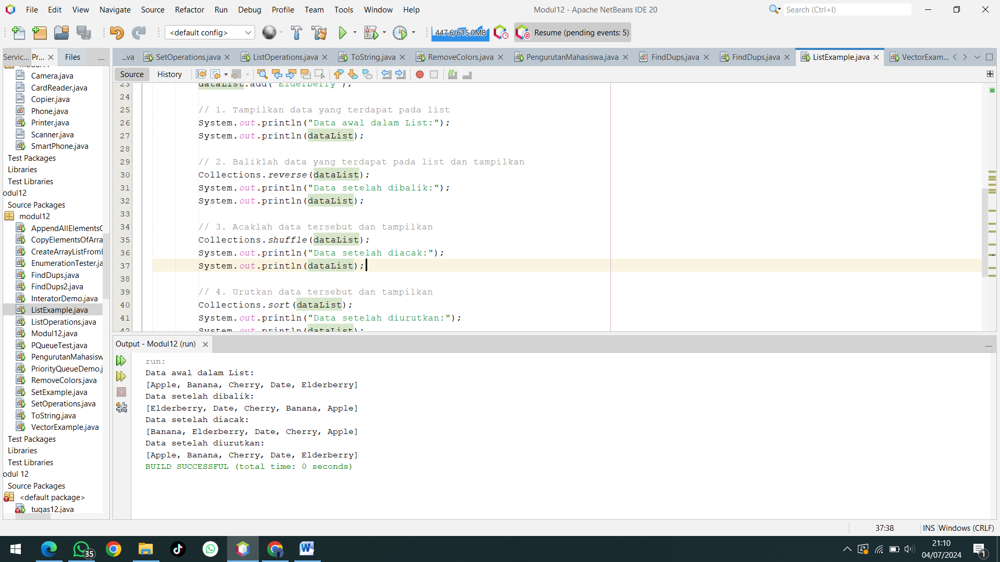 File Edit View Navigate Source Refactor Run Debug Profile Team Tools Window Help
Modul12 - Apache NetBeans IDE 20
Search (Ctrl+I)
<default config>
447.6/615.0MB
Resume (pending events: 5)
Servic... Pr... Files
...va SetOperations.java ListOperations.java ToString.java RemoveColors.java PengurutanMahasiswa.java FindDups.java FindDups.java ListExample.java VectorExam...
Source History
Camera.java
CardReader.java
Copier.java
Phone.java
Printer.java
Scanner.java
SmartPhone.java
Test Packages
Libraries
Test Libraries
odul12
Source Packages
modul12
AppendAllElementsC
CopyElementsOfArra
CreateArrayListFrom
EnumerationTester.ja
FindDups.java
FindDups2.java
InteratorDemo.java
ListExample.java
ListOperations.java
Modul12.java
PQueueTest.java
PengurutanMahasisw
PriorityQueueDemo.j
RemoveColors.java
SetExample.java
SetOperations.java
ToString.java
VectorExample.java
Test Packages
Libraries
Test Libraries
odul 12
Source Packages
<default package>
tugas12.java
23 dataList.add("Elderberry");
24
25 // 1. Tampilkan data yang terdapat pada list
26 System.out.println("Data awal dalam List:");
27 System.out.println(dataList);
28
29 // 2. Baliklah data yang terdapat pada list dan tampilkan
30 Collections.reverse(dataList);
31 System.out.println("Data setelah dibalik:");
32 System.out.println(dataList);
33
34 // 3. Acaklah data tersebut dan tampilkan
35 Collections.shuffle(dataList);
36 System.out.println("Data setelah diacak:");
37 System.out.println(dataList);
38
39 // 4. Urutkan data tersebut dan tampilkan
40 Collections.sort(dataList);
41 System.out.println("Data setelah diurutkan:");
42 System.out.println(dataList);
Output - Modul12 (run)
run:
Data awal dalam List:
[Apple, Banana, Cherry, Date, Elderberry]
Data setelah dibalik:
[Elderberry, Date, Cherry, Banana, Apple]
Data setelah diacak:
[Banana, Elderberry, Date, Cherry, Apple]
Data setelah diurutkan:
[Apple, Banana, Cherry, Date, Elderberry]
BUILD SUCCESSFUL (total time: 0 seconds)
37:38 INS Windows (CRLF)
35
21:10
04/07/2024
1